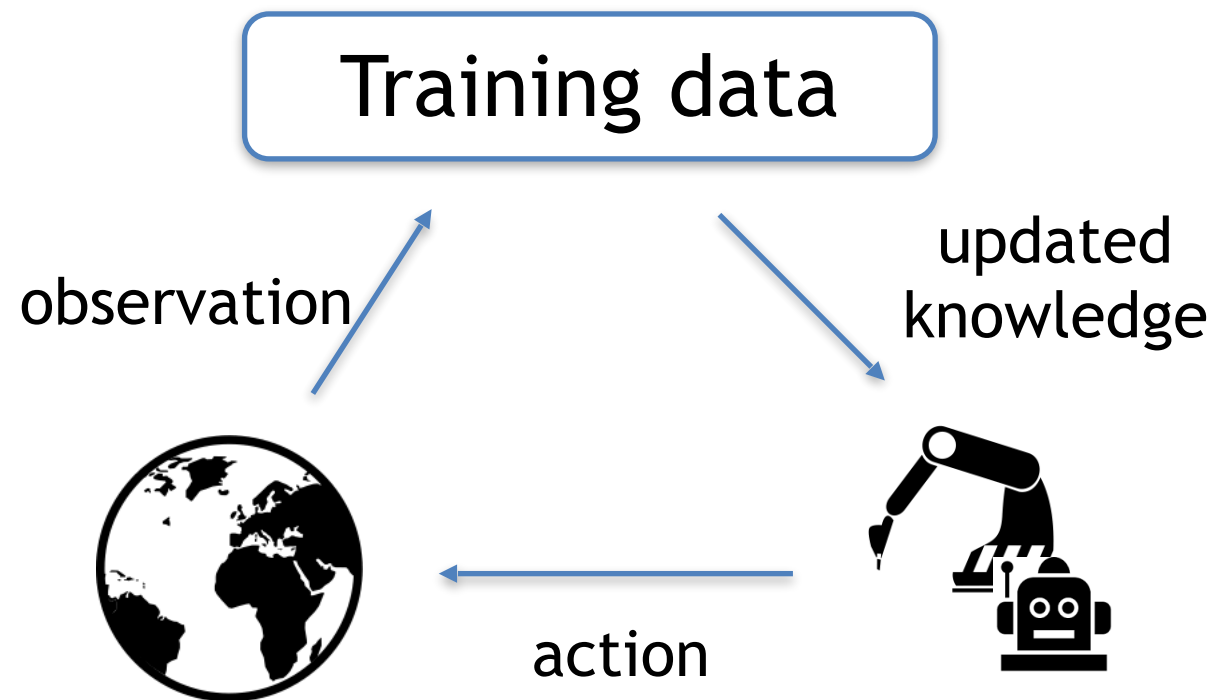 Training data
observation
updated
knowledge
action